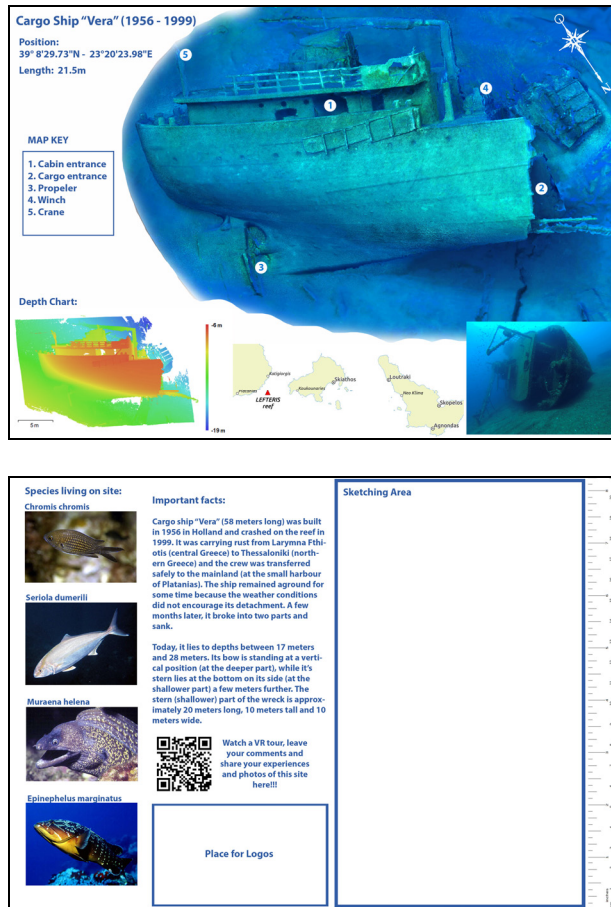 Cargo Ship “Vera” (1956 - 1999)
Position:
39° 8'29.73"N - 23°20'23.98"E
Length: 21.5m
MAP KEY
1. Cabin entrance
2. Cargo entrance
3. Propeler
4. Winch
5. Crane
5
1
4
2
3
N
Depth Chart:
-6 m
-19 m
5 m
LEFTERIS
reef
Skiathos
Koukounaries
Loutraki
Neo Klima
Skopelos
Agnondas
Species living on site:
Chromis chromis
Seriola dumerili
Muraena helena
Epinephelus marginatus
Important facts:
Cargo ship “Vera” (58 meters long) was built
in 1956 in Holland and crashed on the reef in
1999. It was carrying rust from Larymna Fthi-
otis (central Greece) to Thessaloniki (north-
ern Greece) and the crew was transferred
safely to the mainland (at the small harbour
of Platanias). The ship remained aground for
some time because the weather conditions
did not encourage its detachment. A few
months later, it broke into two parts and
sank.
Today, it lies to depths between 17 meters
and 28 meters. Its bow is standing at a verti-
cal position (at the deeper part), while it’s
stern lies at the bottom on its side (at the
shallower part) a few meters further. The
stern (shallower) part of the wreck is approx-
imately 20 meters long, 10 meters tall and 10
meters wide.
Watch a VR tour, leave
your comments and
share your experiences
and photos of this site
here!!!
Place for Logos
Sketching Area